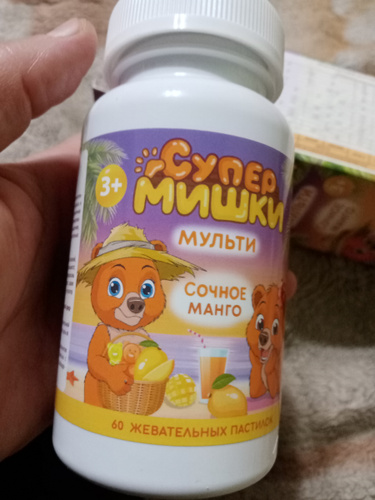 3+
СУПЕР
МИШКИ
МУЛЬТИ
СОЧНОЕ
МАНГО
60 ЖЕВАТЕЛЬНЫХ ПАСТИЛОК